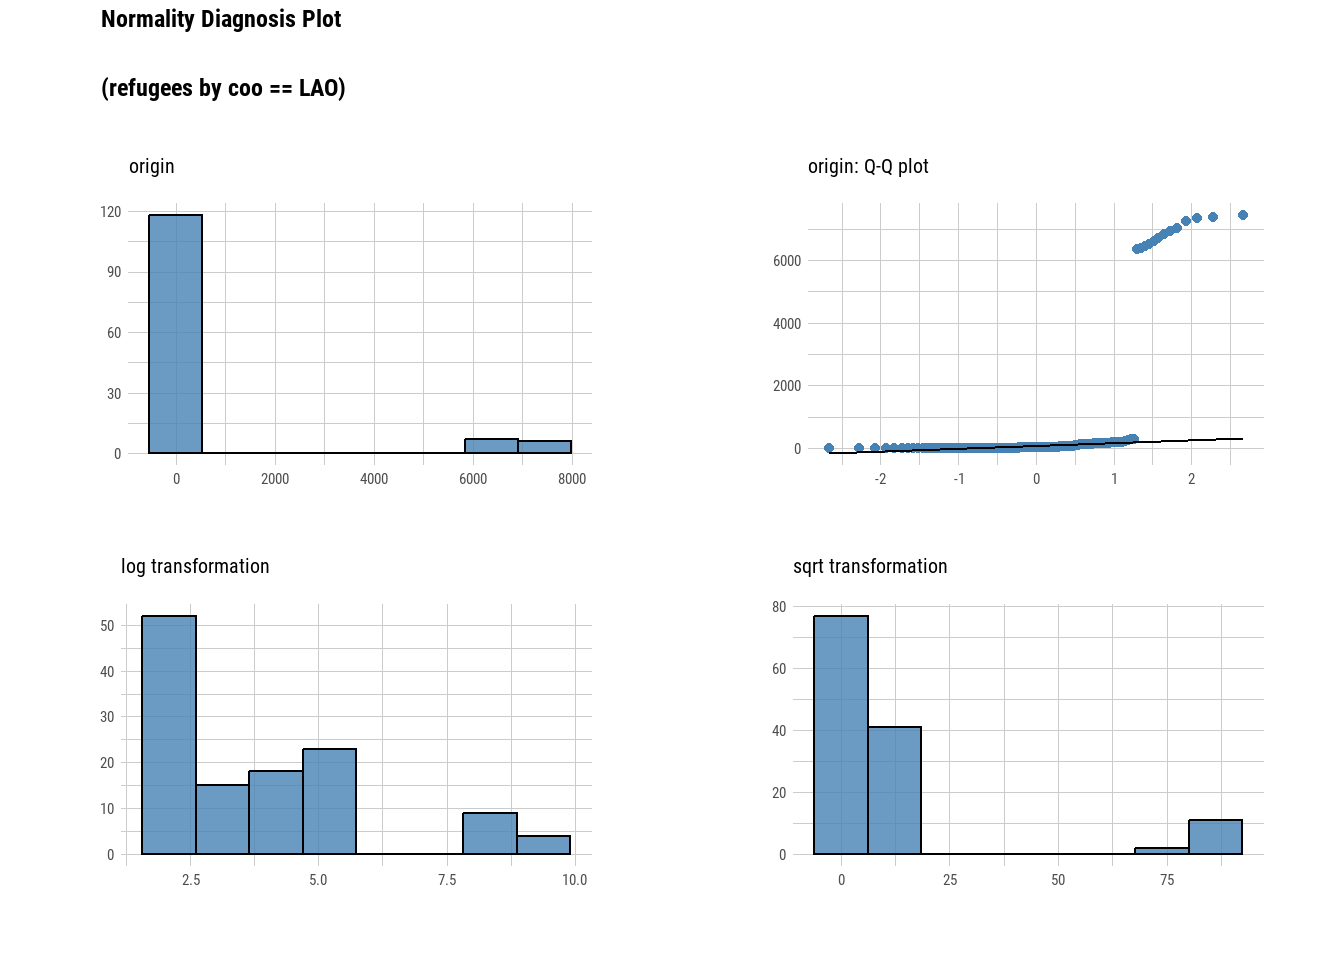 Normality Diagnosis Plot
(refugees by coo == LAO)
origin
120
90
60
30
0
0 2000 4000 6000 8000
origin: Q-Q plot
6000
4000
2000
0
-2 -1 0 1 2
log transformation
50
40
30
20
10
0
2.5 5.0 7.5 10.0
sqrt transformation
80
60
40
20
0
0 25 50 75